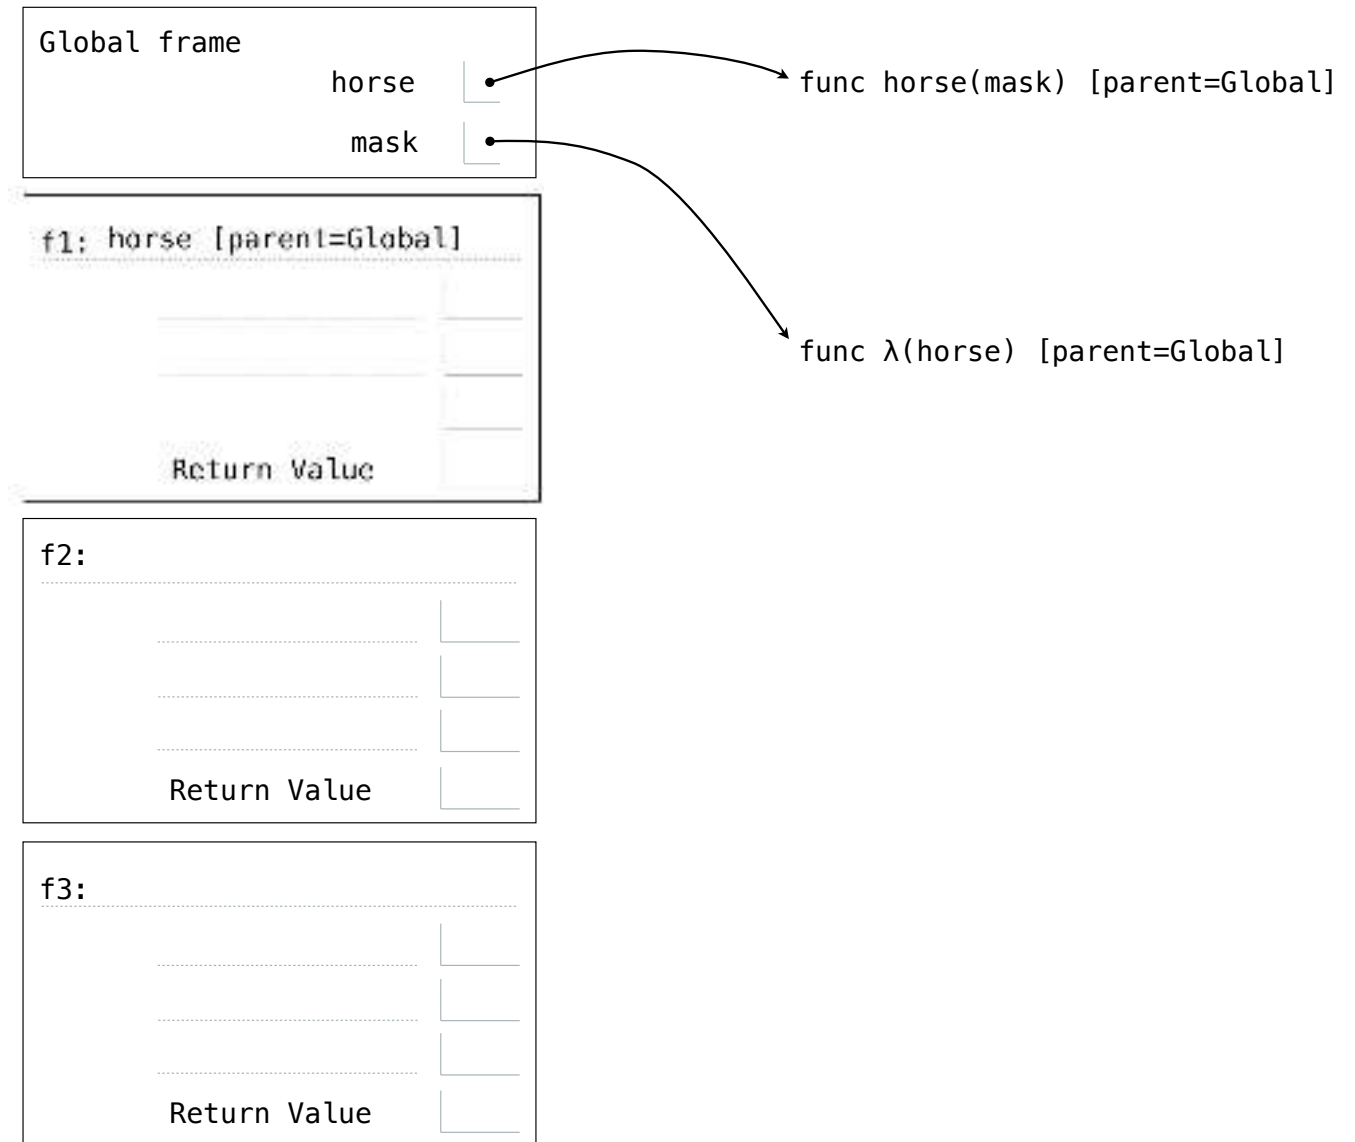 Global frame
horse
func horse(mask) [parent=Global]
mask
f1: horse [parent=Global]
func λ(horse) [parent=Global]
Return Value
f2:
Return Value
f3:
Return Value